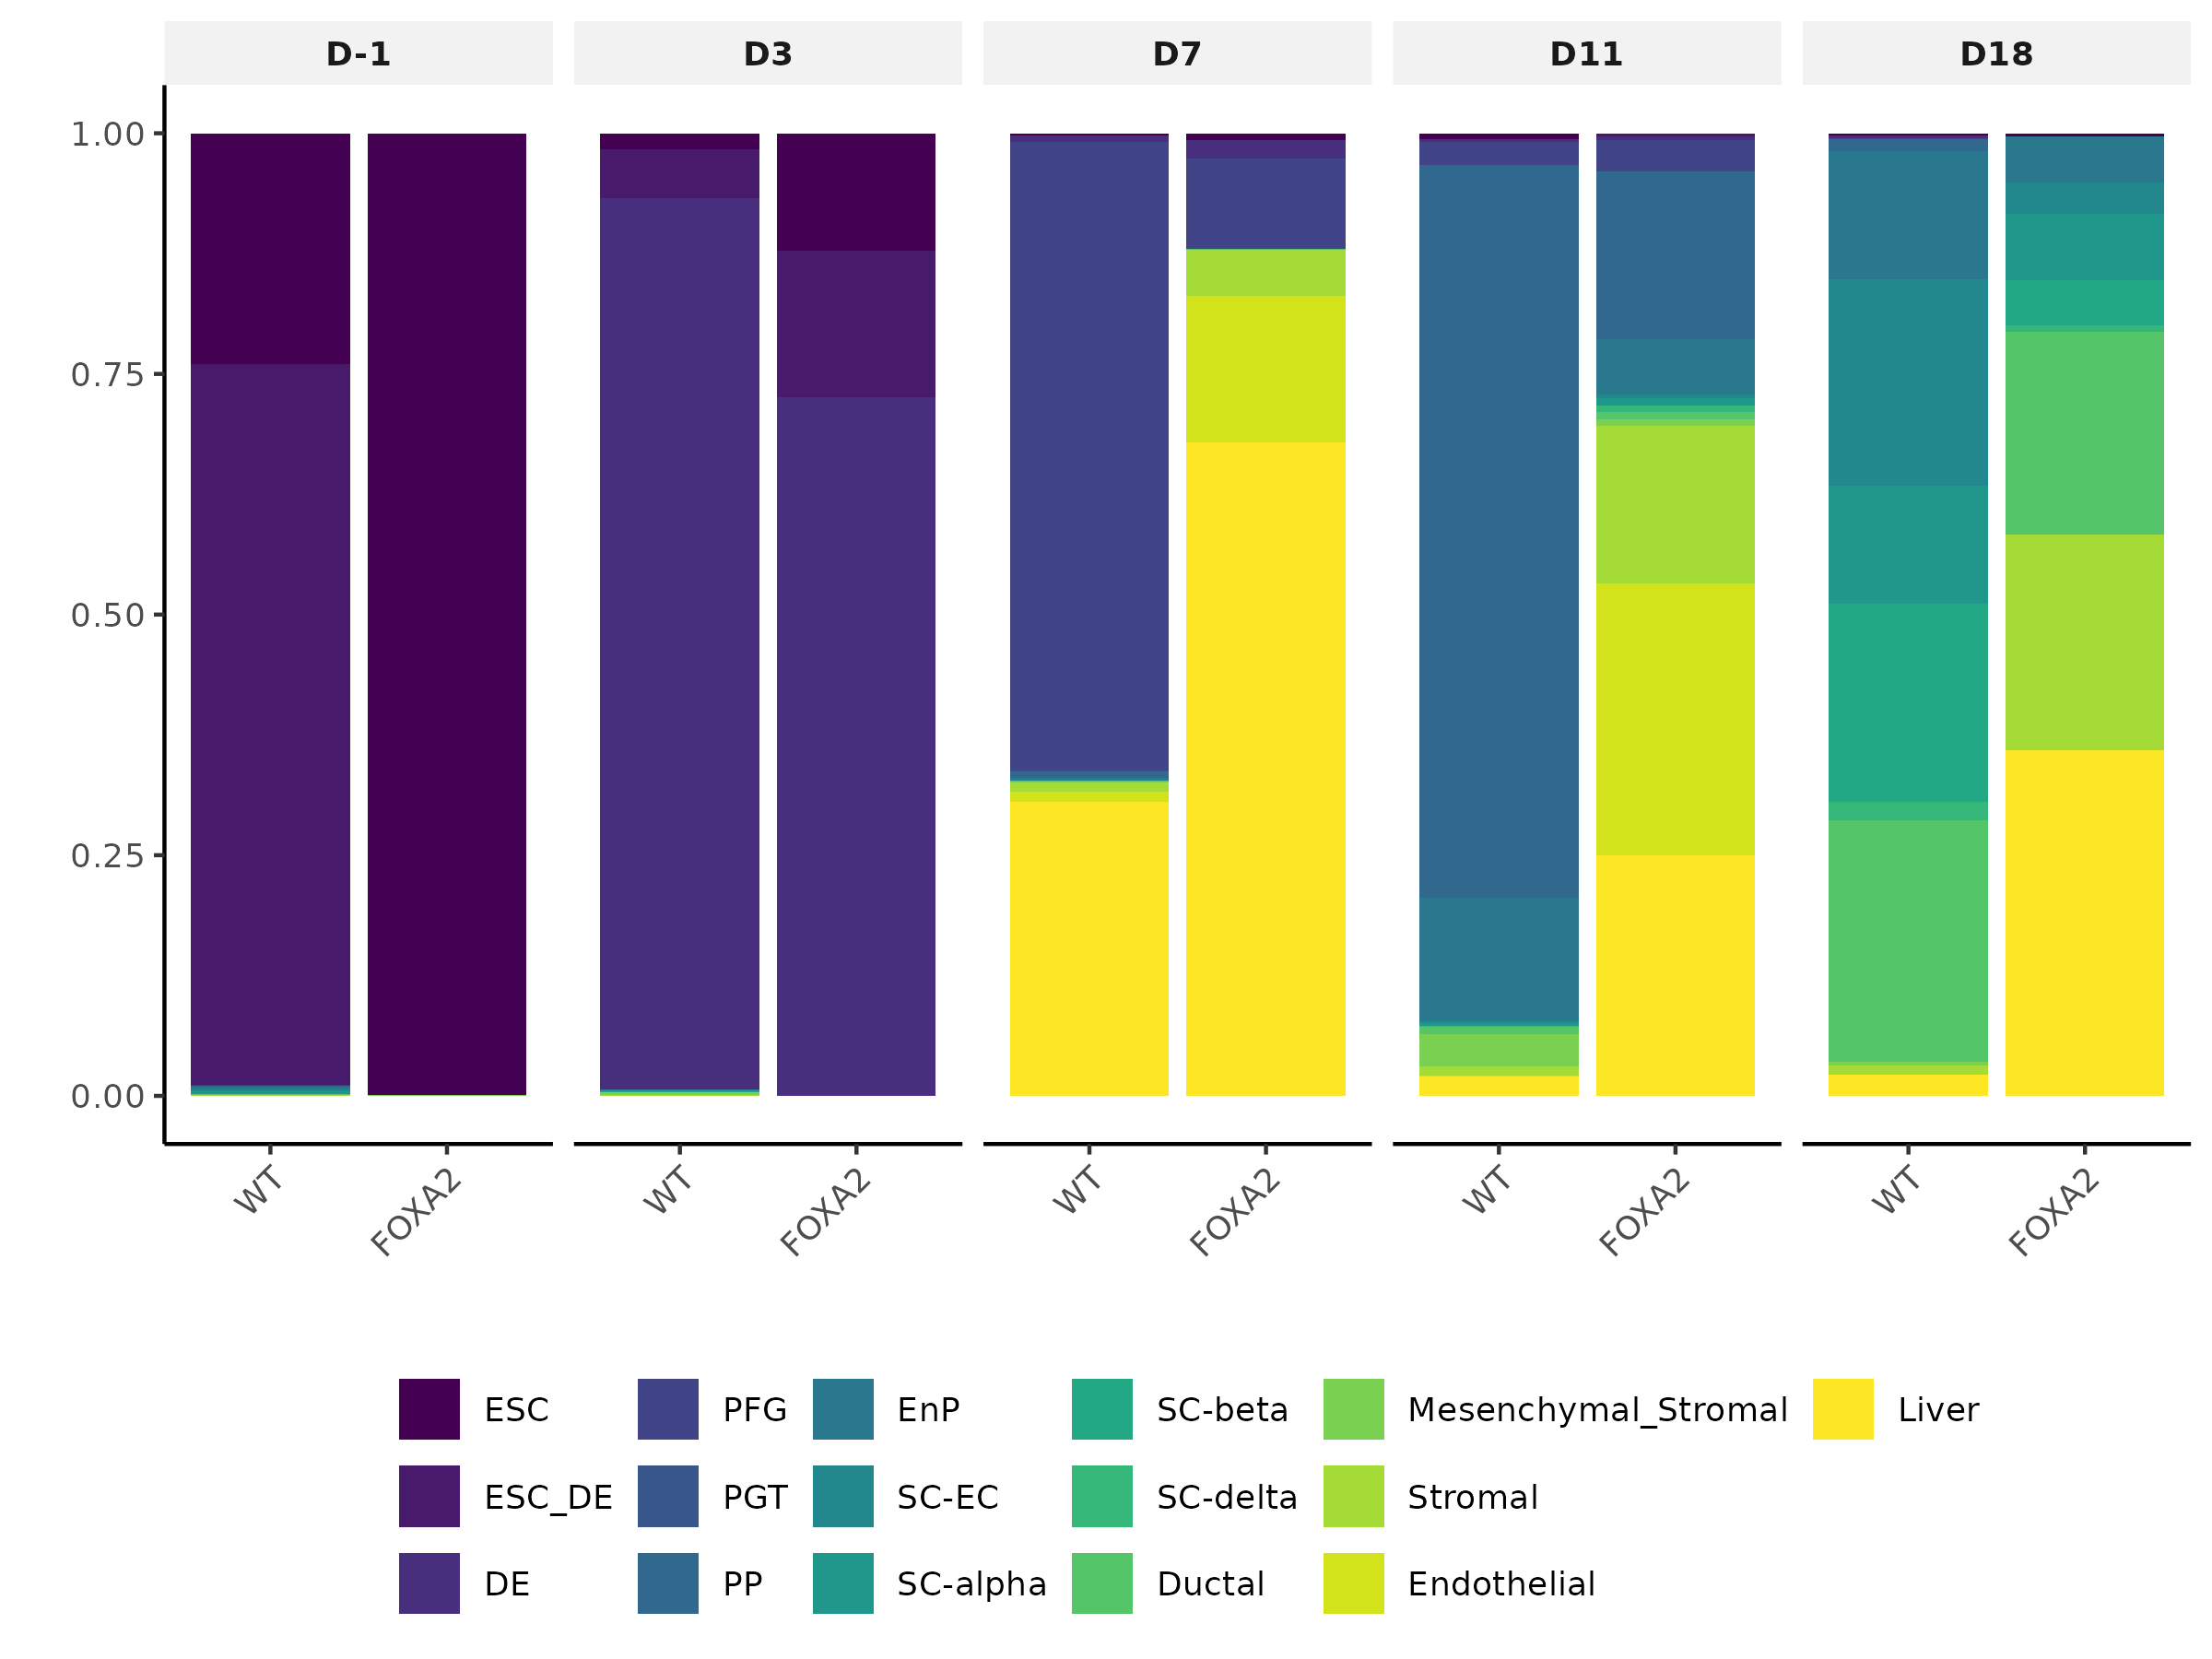 D-1 D3 D7 D11 D18
1.00
0.75
0.50
0.25
0.00
WT FOXA2 WT FOXA2 WT FOXA2 WT FOXA2 WT FOXA2
ESC PFG EnP SC-beta Mesenchymal_Stromal Liver
ESC_DE PGT SC-EC SC-delta Stromal
DE PP SC-alpha Ductal Endothelial